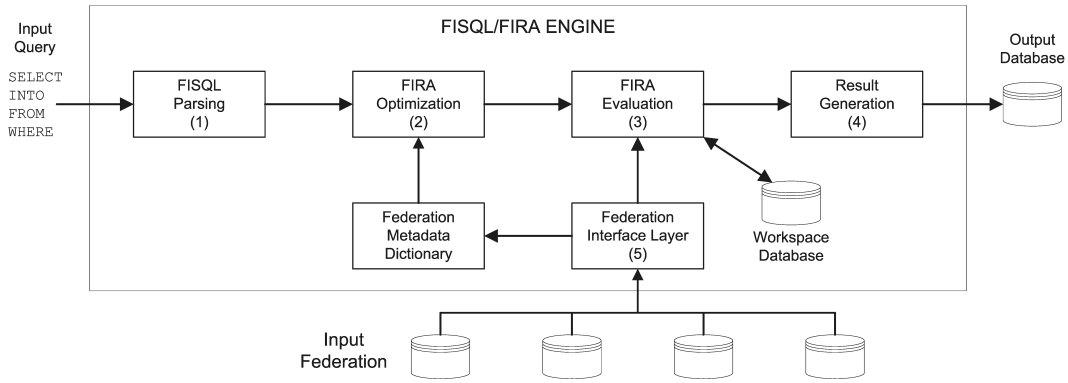 FISQL/FIRA ENGINE
Input
Query
SELECT
INTO
FROM
WHERE
FISQL
Parsing
(1)
FIRA
Optimization
(2)
FIRA
Evaluation
(3)
Result
Generation
(4)
Output
Database
Federation
Metadata
Dictionary
Federation
Interface Layer
(5)
Workspace
Database
Input
Federation